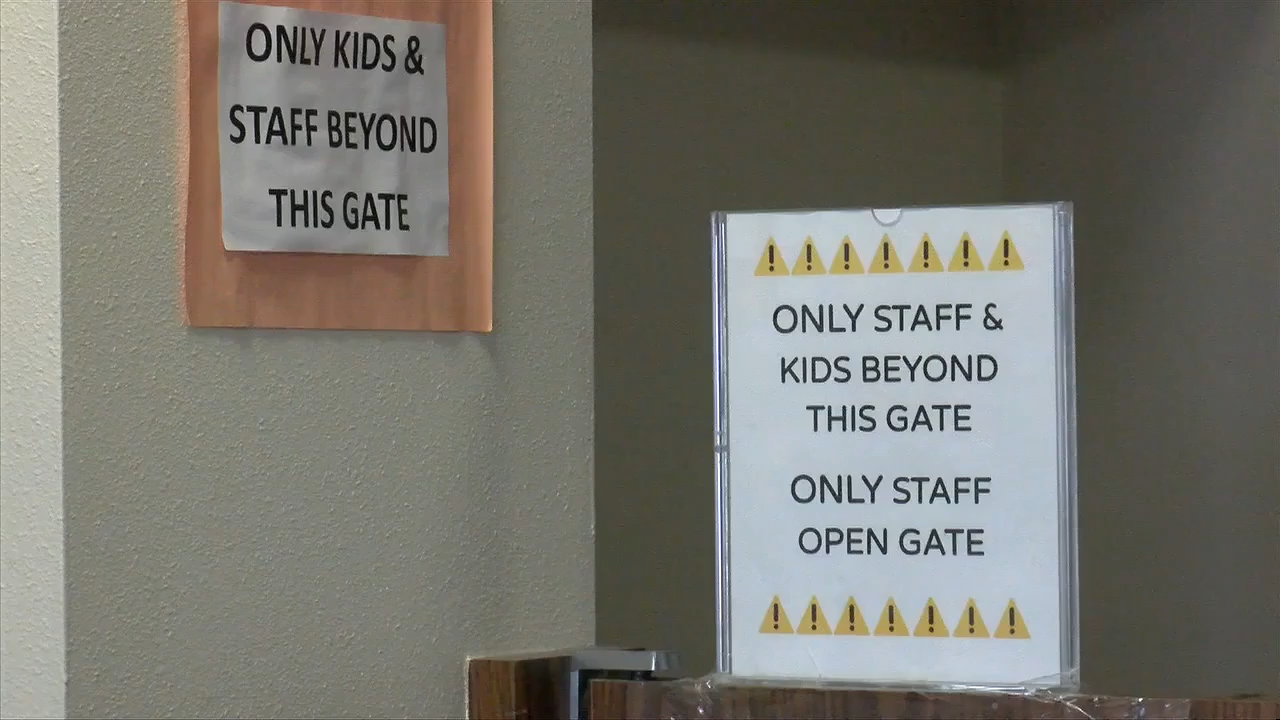 ONLY KIDS &
STAFF BEYOND
THIS GATE
ONLY STAFF &
KIDS BEYOND
THIS GATE
ONLY STAFF
OPEN GATE